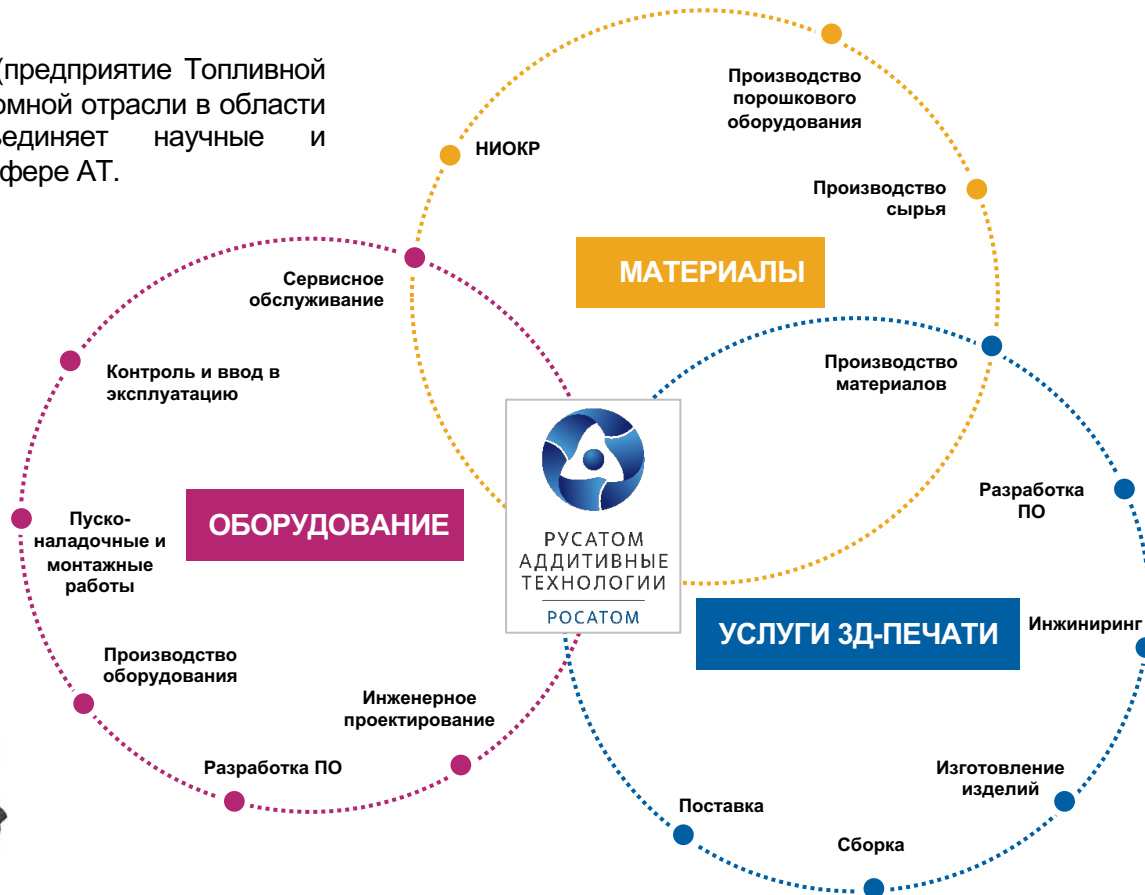 (предприятие Топливной
омной отрасли в области
единяет научные и
фере АТ.
Производство
порошкового
оборудования
НИОКР
Производство
сырья
МАТЕРИАЛЫ
Сервисное
обслуживание
Контроль и ввод в
эксплуатацию
Производство
материалов
ОБОРУДОВАНИЕ
Пуско-
наладочные и
монтажные
работы
РУСАТОМ
АДДИТИВНЫЕ
ТЕХНОЛОГИИ
РОСАТОМ
Разработка
ПО
УСЛУГИ 3Д-ПЕЧАТИ
Инжиниринг
Производство
оборудования
Инженерное
проектирование
Разработка ПО
Изготовление
изделий
Поставка
Сборка